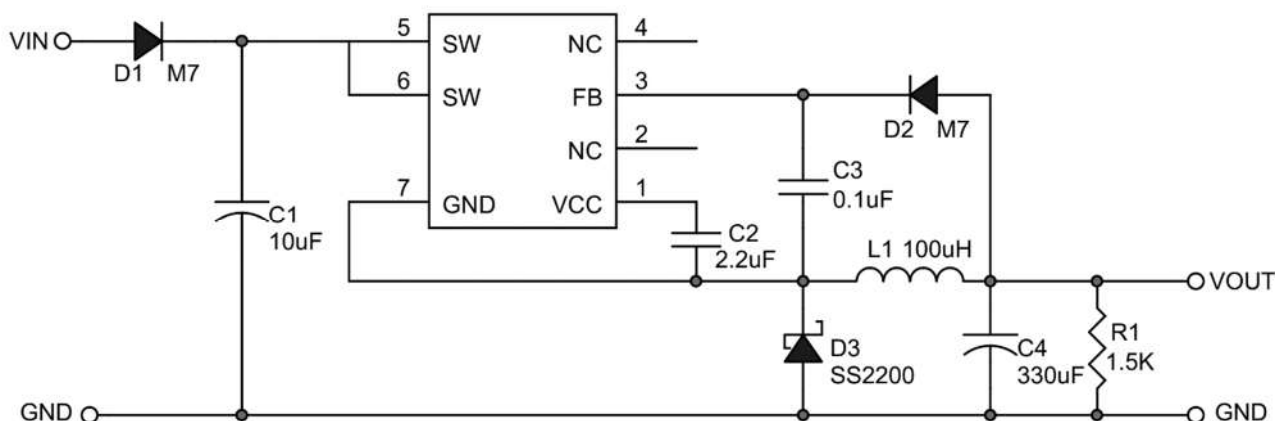 VIN
D1 M7
C1
10uF
5 SW
6 SW
7 GND
NC 4
FB 3
NC 2
VCC 1
C2
2.2uF
C3
0.1uF
D2 M7
L1 100uH
D3
SS2200
C4
330uF
R1
1.5K
VOUT
GND
GND